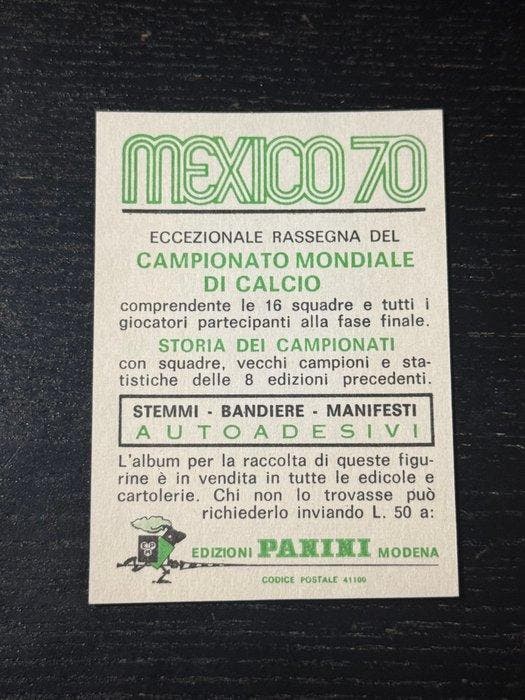 MEXICO 70
ECCEZIONALE RASSEGNA DEL
CAMPIONATO MONDIALE
DI CALCIO
comprendente le 16 squadre e tutti i
giocatori partecipanti alla fase finale.
STORIA DEI CAMPIONATI
con squadre, vecchi campioni e sta-
tistiche delle 8 edizioni precedenti.
STEMMI - BANDIERE - MANIFESTI
AUTOADESIVI
L'album per la raccolta di queste figu-
rine è in vendita in tutte le edicole e
cartolerie. Chi non lo trovasse può
richiederlo inviando L. 50 a:
EDIZIONI PANINI MODENA
CODICE POSTALE 41100